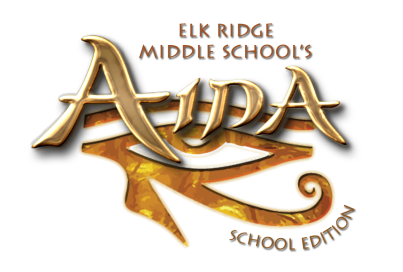 ELK RIDGE
MIDDLE SCHOOL'S
AIDA
SCHOOL EDITION